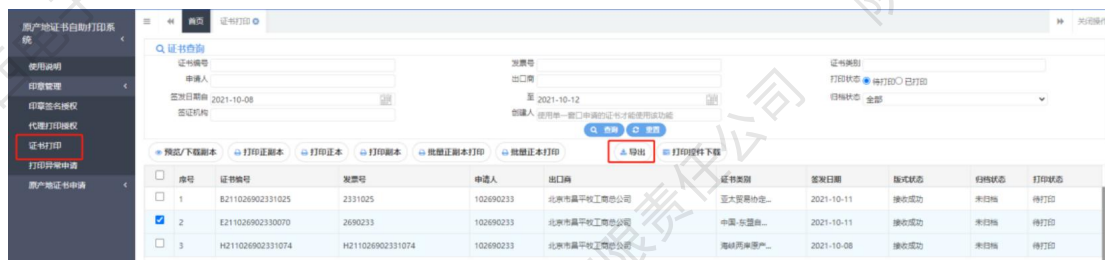 原产地证书自助打印系统
首页
证书打印
关闭操作
使用说明
印章管理
印章签名授权
代理打印授权
证书打印
打印异常申请
原产地证书申请
证书查询
证书编号 发票号 证书类别
申请人 出口商 打印状态 待打印 已打印
签发日期自 2021-10-08 至 2021-10-12 归档状态 全部
签证机构 创建人 使用单一窗口申请的证书才能使用该功能
查询 重置
预览/下载副本 打印正副本 打印正本 打印副本 批量正副本打印 批量正本打印 导出 打印控件下载
序号 证书编号 发票号 申请人 出口商 证书类别 签发日期 版式状态 归档状态 打印状态
1 B211026902331025 2331025 102690233 北京市昌平牧工商总公司 亚太贸易协定... 2021-10-11 接收成功 未归档 待打印
2 E211026902330070 2690233 102690233 北京市昌平牧工商总公司 中国-东盟自... 2021-10-11 接收成功 未归档 待打印
3 H211026902331074 H211026902331074 102690233 北京市昌平牧工商总公司 海峡两岸原产... 2021-10-08 接收成功 未归档 待打印
有限责任公司